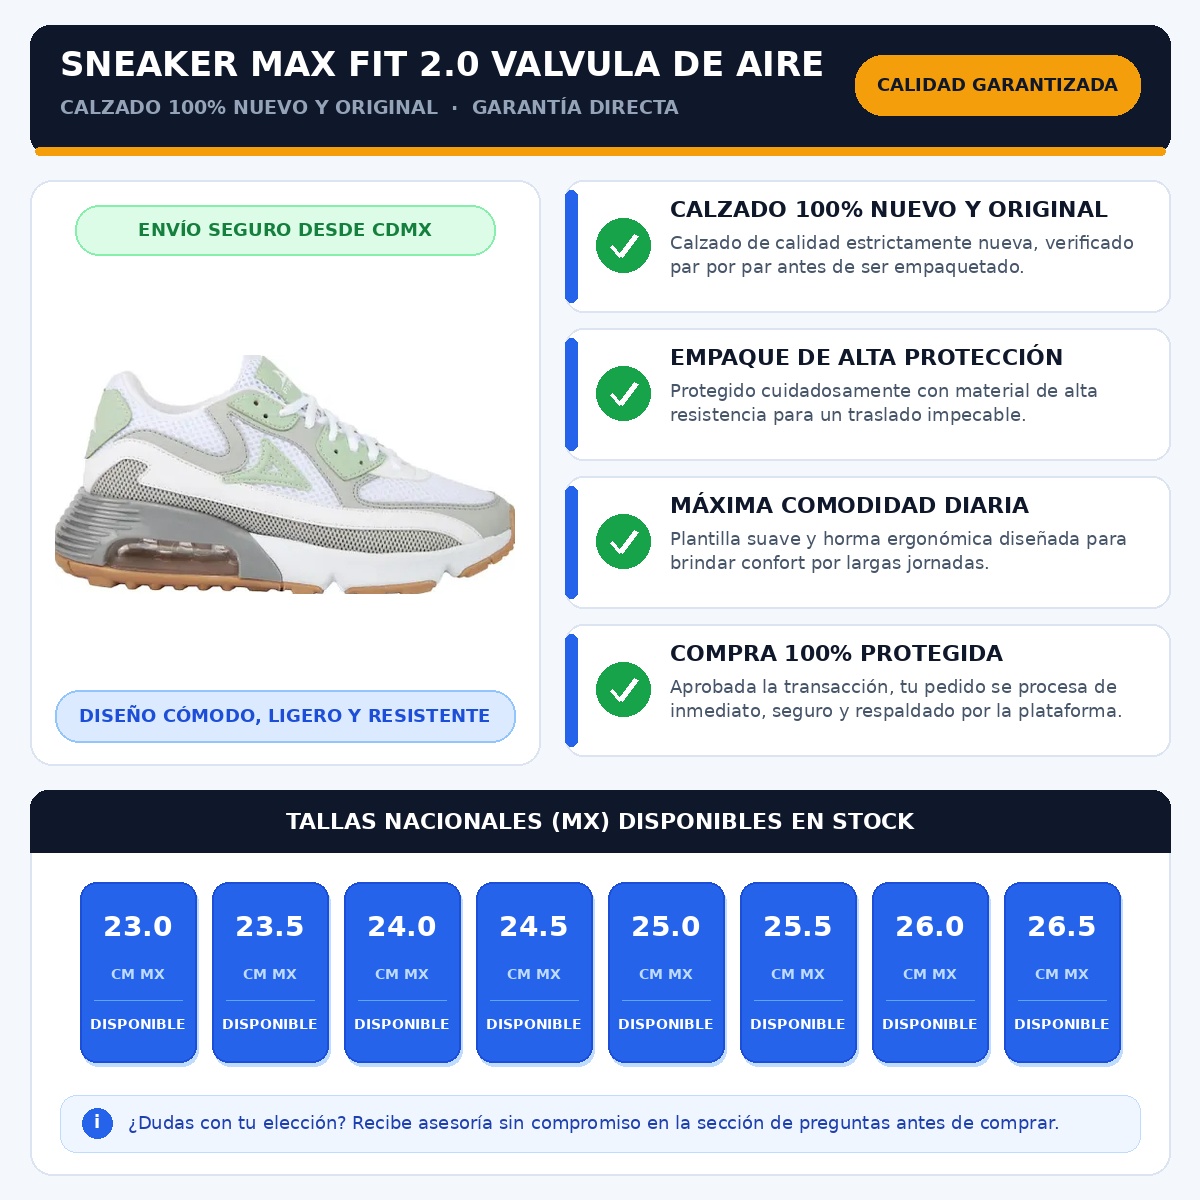 SNEAKER MAX FIT 2.0 VALVULA DE AIRE
CALZADO 100% NUEVO Y ORIGINAL · GARANTÍA DIRECTA
CALIDAD GARANTIZADA
ENVÍO SEGURO DESDE CDMX
DISEÑO CÓMODO, LIGERO Y RESISTENTE
CALZADO 100% NUEVO Y ORIGINAL
Calzado de calidad estrictamente nueva, verificado
par por par antes de ser empaquetado.
EMPAQUE DE ALTA PROTECCIÓN
Protegido cuidadosamente con material de alta
resistencia para un traslado impecable.
MÁXIMA COMODIDAD DIARIA
Plantilla suave y horma ergonómica diseñada para
brindar confort por largas jornadas.
COMPRA 100% PROTEGIDA
Aprobada la transacción, tu pedido se procesa de
inmediato, seguro y respaldado por la plataforma.
TALLAS NACIONALES (MX) DISPONIBLES EN STOCK
23.0 23.5 24.0 24.5 25.0 25.5 26.0 26.5
CM MX CM MX CM MX CM MX CM MX CM MX CM MX CM MX
DISPONIBLE DISPONIBLE DISPONIBLE DISPONIBLE DISPONIBLE DISPONIBLE DISPONIBLE DISPONIBLE
i ¿Dudas con tu elección? Recibe asesoría sin compromiso en la sección de preguntas antes de comprar.